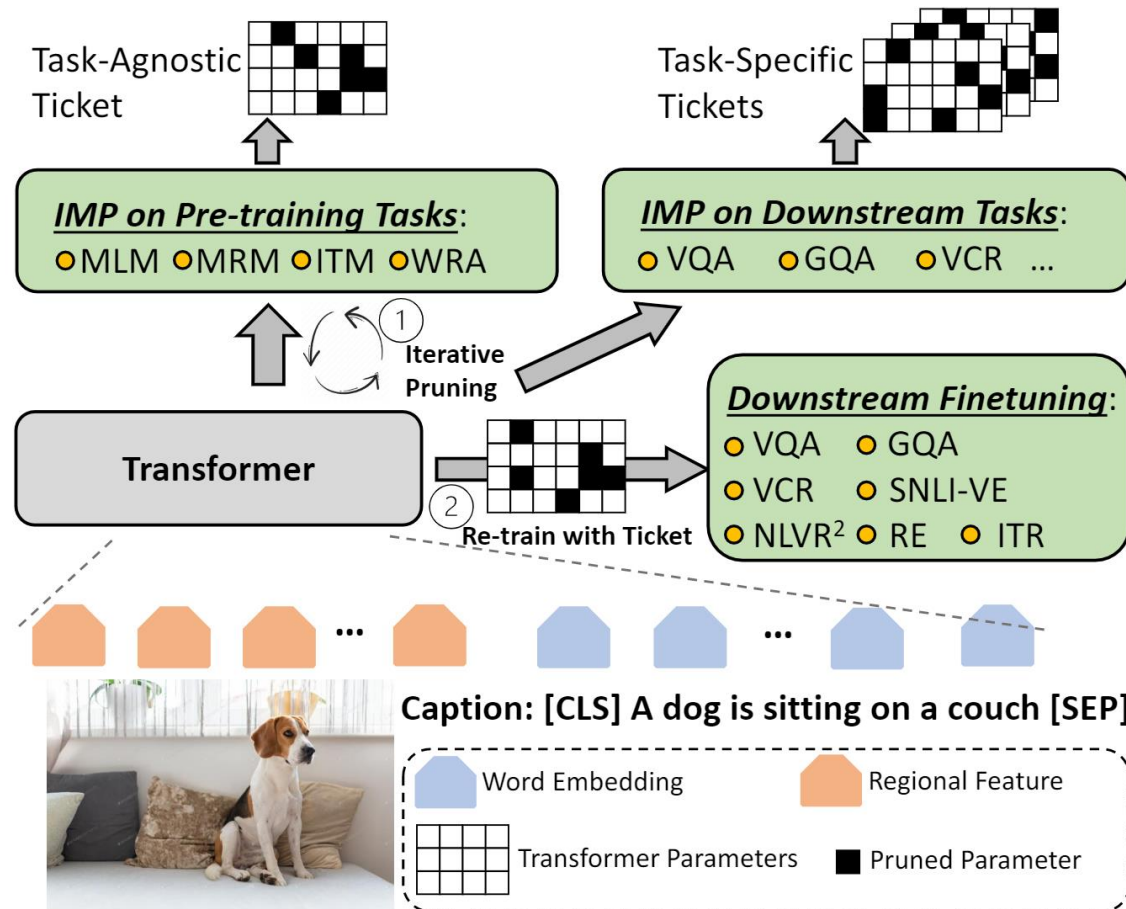 Task-Agnostic
Ticket
Task-Specific
Tickets
IMP on Pre-training Tasks:
MLM MRM ITM WRA
IMP on Downstream Tasks:
VQA GQA VCR ...
1
Iterative
Pruning
Transformer
2
Re-train with Ticket
Downstream Finetuning:
VQA GQA
VCR SNLI-VE
NLVR² RE ITR
... ...
Caption: [CLS] A dog is sitting on a couch [SEP]
Word Embedding
Regional Feature
Transformer Parameters
Pruned Parameter